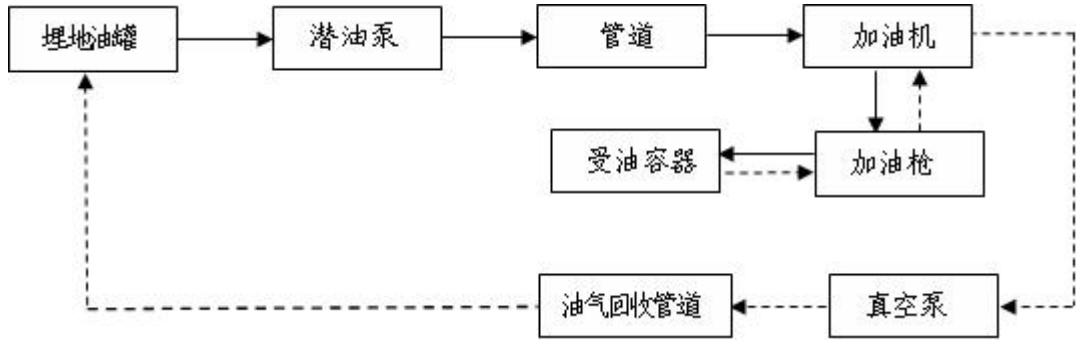 埋地油罐
潜油泵
管道
加油机
受油容器
加油枪
油气回收管道
真空泵